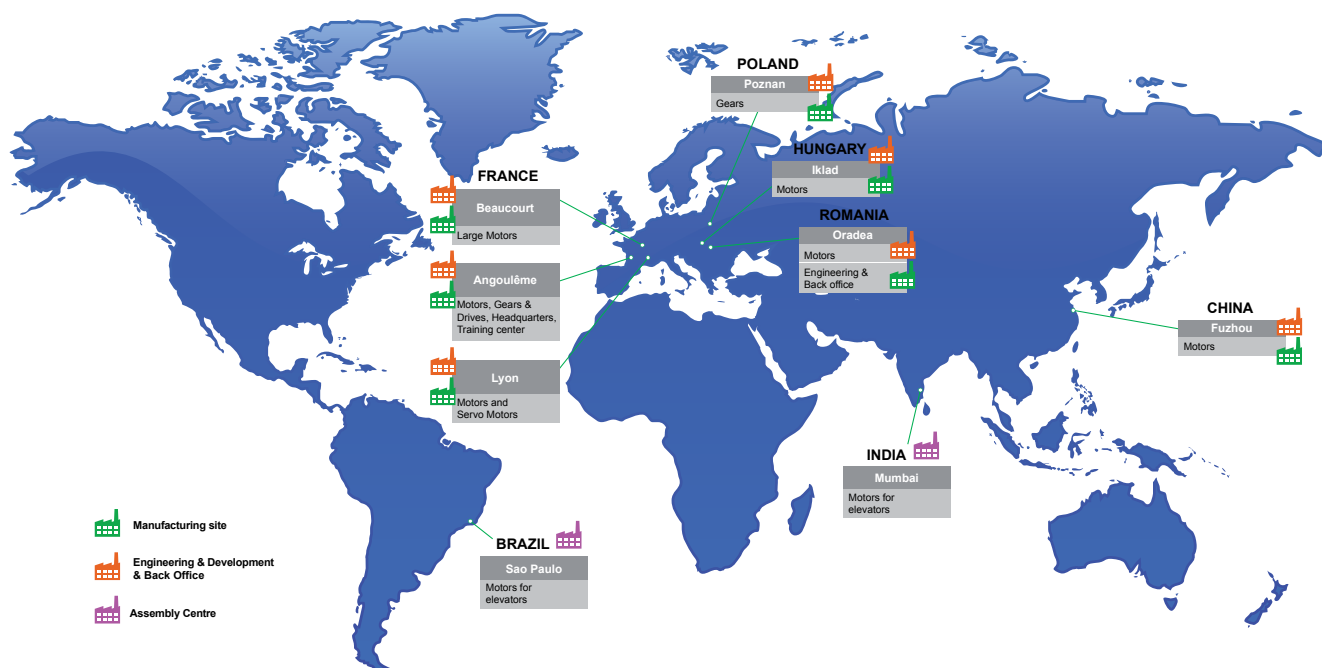 POLAND
Poznan
Gears
HUNGARY
Iklad
Motors
FRANCE
Beaucourt
Large Motors
ROMANIA
Oradea
Motors
Engineering &
Back office
Angoulême
Motors, Gears &
Drives, Headquarters,
Training center
CHINA
Fuzhou
Motors
Lyon
Motors and
Servo Motors
INDIA
Mumbai
Motors for
elevators
BRAZIL
Sao Paulo
Motors for
elevators
Manufacturing site
Engineering & Development
& Back Office
Assembly Centre